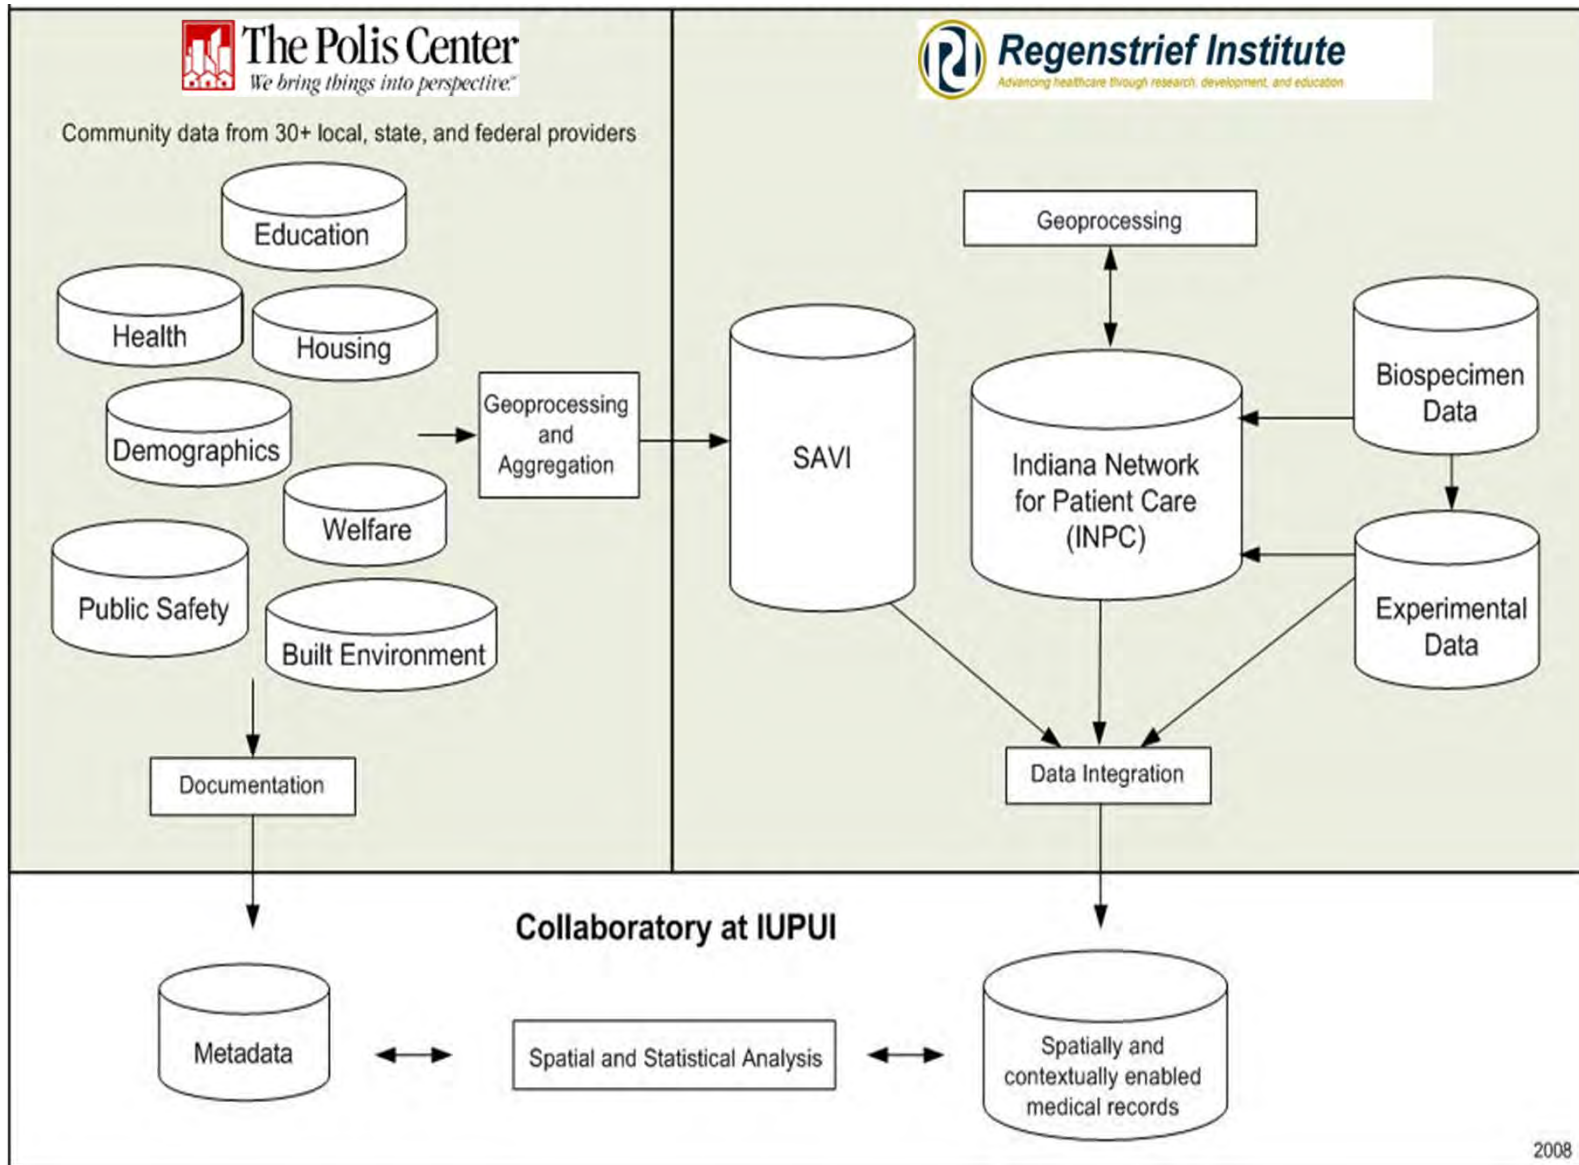 The Polis Center
We bring things into perspective.℠
Community data from 30+ local, state, and federal providers
Education
Health
Housing
Demographics
Welfare
Public Safety
Built Environment
Geoprocessing
and
Aggregation
Documentation
Regenstrief Institute
Advancing healthcare through research, development, and education
Geoprocessing
SAVI
Indiana Network
for Patient Care
(INPC)
Biospecimen
Data
Experimental
Data
Data Integration
Collaboratory at IUPUI
Metadata
Spatial and Statistical Analysis
Spatially and
contextually enabled
medical records
2008